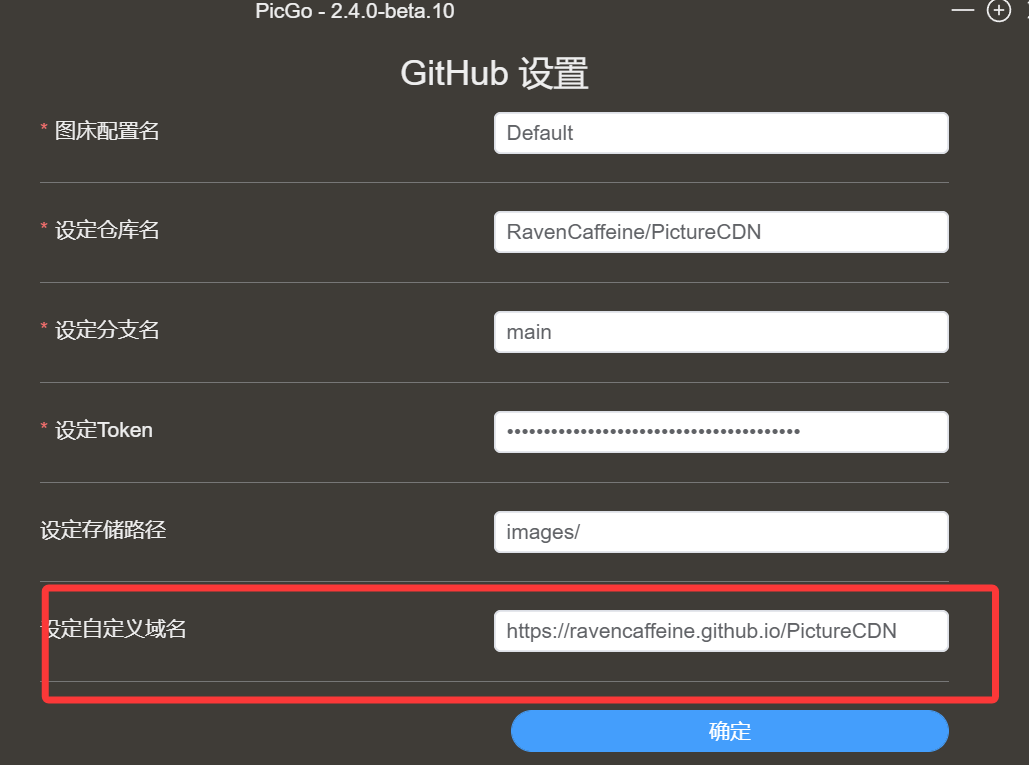 PicGo - 2.4.0-beta.10
GitHub 设置
* 图床配置名
Default
* 设定仓库名
RavenCaffeine/PictureCDN
* 设定分支名
main
* 设定Token
••••••••••••••••••••••••••••••••••••••••
设定存储路径
images/
设定自定义域名
https://ravencaffeine.github.io/PictureCDN
确定